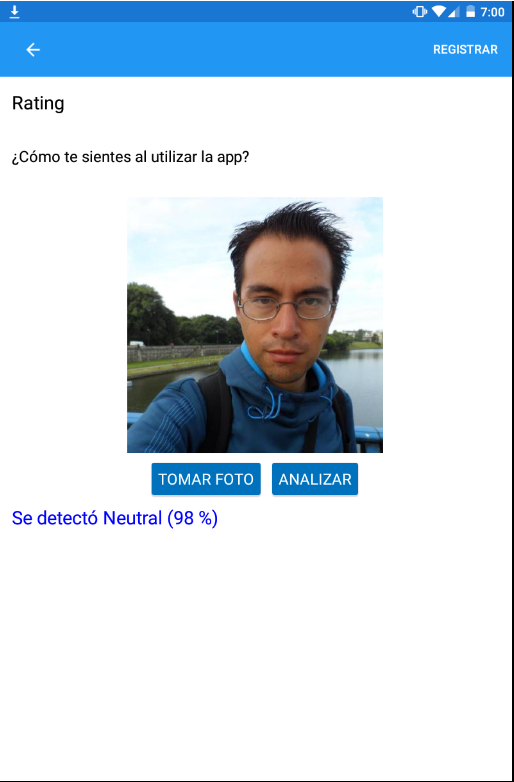 7:00
REGISTRAR
Rating
¿Cómo te sientes al utilizar la app?
TOMAR FOTO ANALIZAR
Se detectó Neutral (98 %)